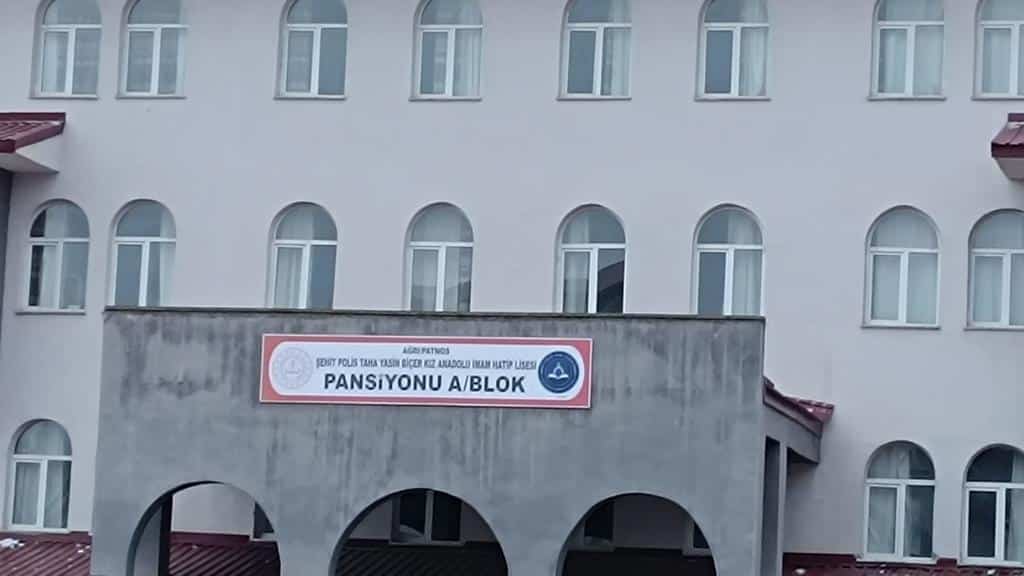 AĞRI/PATNOS
ŞEHİT POLİS TAHA YASİN BİÇER KIZ ANADOLU İMAM HATİP LİSESİ
PANSİYONU A/BLOK